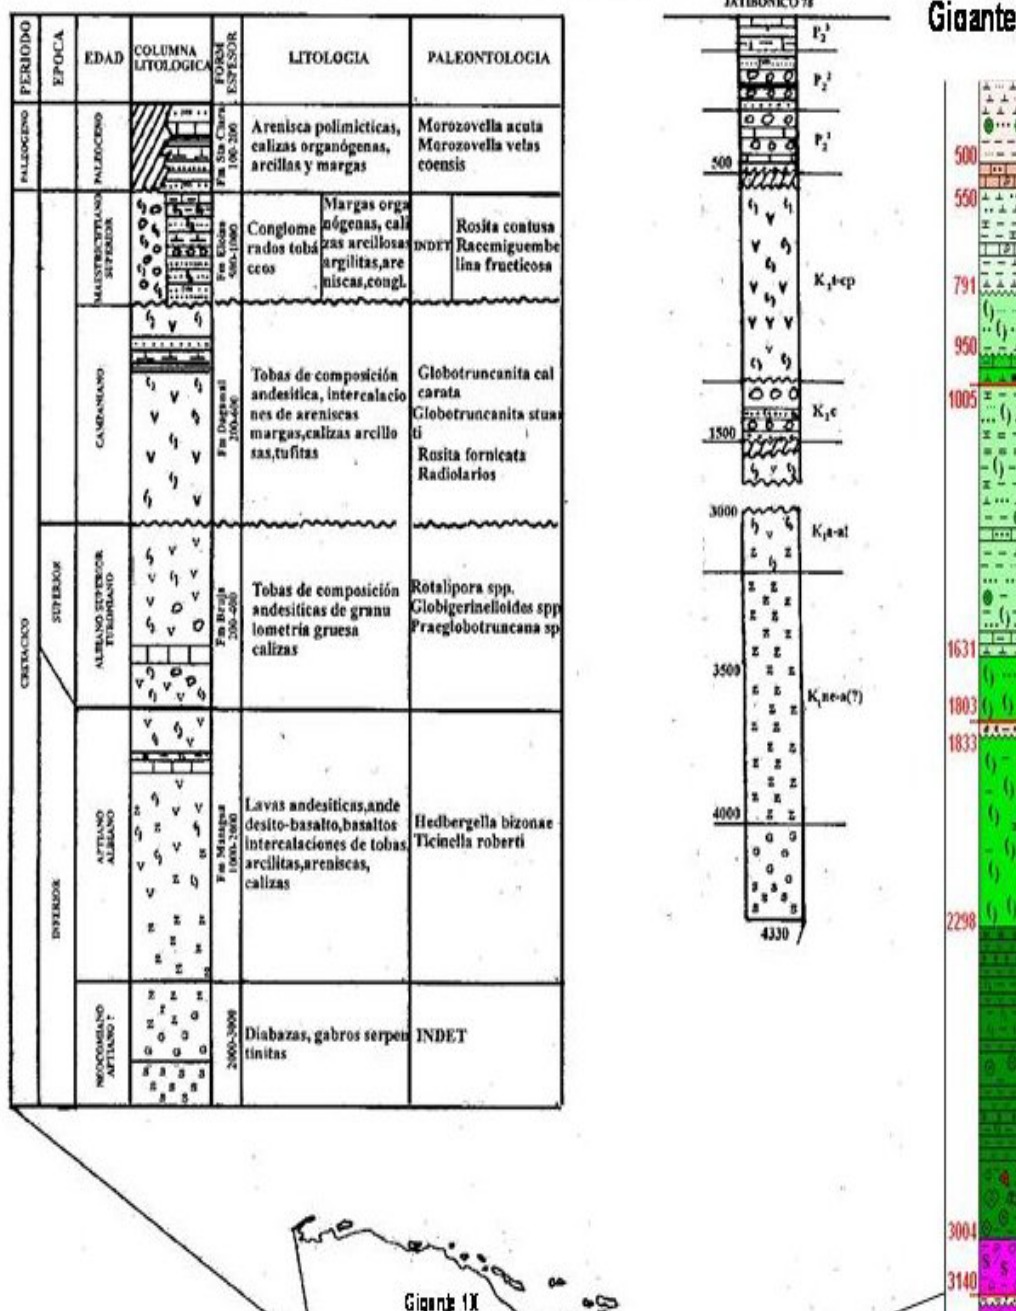 PERIODO
EPOCA
EDAD
COLUMNA
LITOLOGICA
FORM
ESPESOR
LITOLOGIA
PALEONTOLOGIA
PALEOGENO
PALEOCENO
Fm Sta Clara
100-200
Arenisca polimicticas,
calizas organógenas,
arcillas y margas
Morozovella acuta
Morozovella velas
coensis
CRETACICO
MAESTRICHTIANO
SUPERIOR
Conglome
rados tobá
ceos
Margas orga
nógenas, cali
zas arcillosas
argilitas,are
niscas,congl.
INDET
Rosita contusa
Racemiguembe
lina fructicosa
CAMPANIANO
200-400
Tobas de composición
andesitica, intercalacio
nes de areniscas
margas,calizas arcillo
sas,tufitas
Globotruncanita cal
carata
Globotruncanita stuar
ti
Rosita fornicata
Radiolarios
SUPERIOR
ALBIANO SUPERIOR
TURONIANO
Fm Bruja
200-400
Tobas de composición
andesiticas de granu
lometría gruesa
calizas
Rotalipora spp.
Globigerinelloides spp
Praeglobotruncana sp
INFERIOR
APTIANO
ALBIANO
Fm Managua
1000-2000
Lavas andesiticas,ande
desito-basalto,basaltos
intercalaciones de tobas,
arcilitas,areniscas,
calizas
Hedbergella bizonae
Ticinella roberti
NEOCOMIANO
APTIANO ?
2000-3000
Diabazas, gabros serpen
tinitas
INDET
JATIBONICO 78
P₂³
P₂²
P₂¹
500
K₂t-cp
K₂c
1500
3000
K₁a-al
3500
K₁ne-a(?)
4000
4330
Gigante
500
550
791
950
1005
1631
1803
1833
2298
3004
3140
Gigante 1X